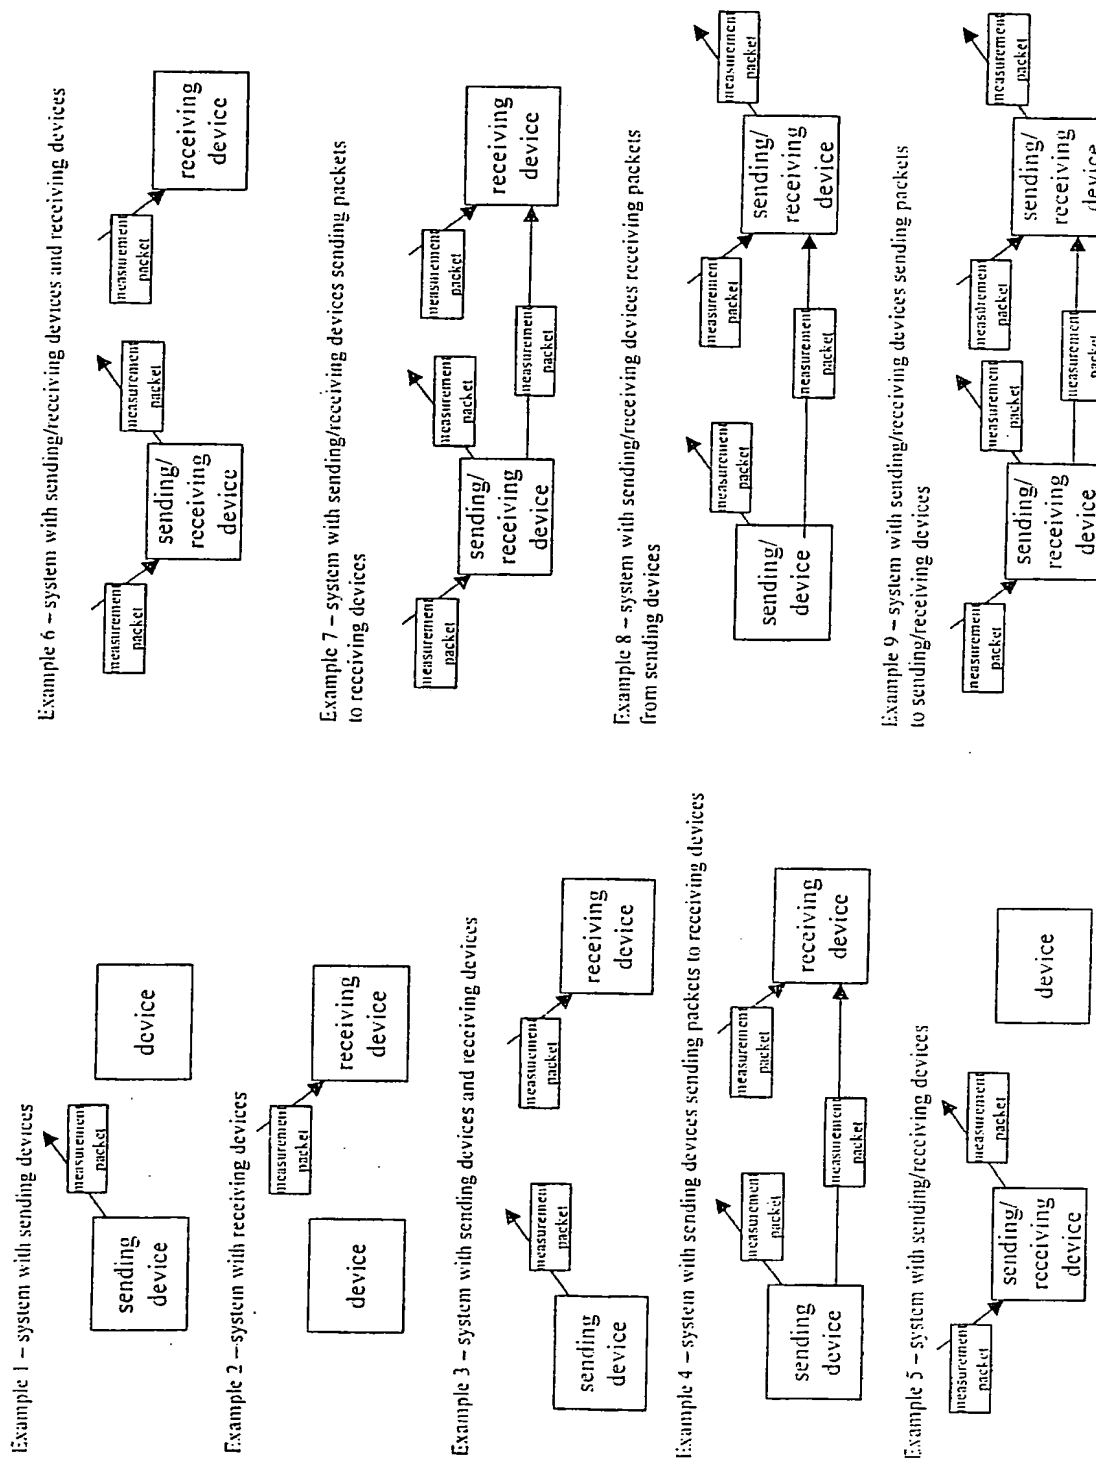 Example 1 – system with sending devices
sending
device
measurement
packet
device
Example 2 –system with receiving devices
device
measurement
packet
receiving
device
Example 3 – system with sending devices and receiving devices
sending
device
measurement
packet
measurement
packet
receiving
device
Example 4 – system with sending devices sending packets to receiving devices
sending
device
measurement
packet
measurement
packet
measurement
packet
receiving
device
Example 5 – system with sending/receiving devices
measurement
packet
sending/
receiving
device
measurement
packet
device
Example 6 – system with sending/receiving devices and receiving devices
measurement
packet
sending/
receiving
device
measurement
packet
measurement
packet
receiving
device
Example 7 – system with sending/receiving devices sending packets
to receiving devices
measurement
packet
sending/
receiving
device
measurement
packet
measurement
packet
measurement
packet
receiving
device
Example 8 – system with sending/receiving devices receiving packets
from sending devices
sending/
device
measurement
packet
measurement
packet
measurement
packet
sending/
receiving
device
measurement
packet
Example 9 – system with sending/receiving devices sending packets
to sending/receiving devices
measurement
packet
sending/
receiving
device
measurement
packet
measurement
packet
measurement
packet
sending/
receiving
device
measurement
packet